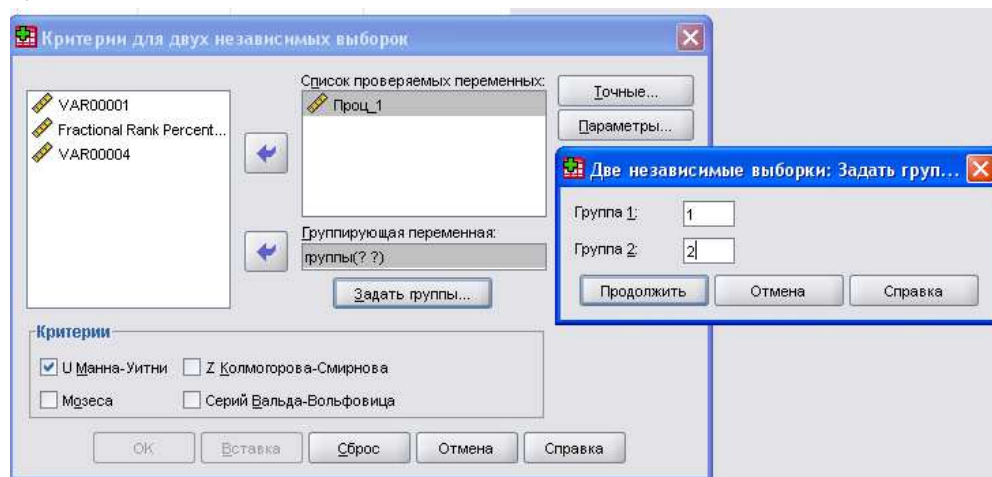 Критерии для двух независимых выборок
VAR00001
Fractional Rank Percent...
VAR00004
Список проверяемых переменных:
Проц_1
Группирующая переменная:
группы(? ?)
Задать группы...
Точные...
Параметры...
Критерии
U Манна-Уитни
Z Колмогорова-Смирнова
Мозеса
Серий Вальда-Вольфовица
OK
Вставка
Сброс
Отмена
Справка
Две независимые выборки: Задать груп...
Группа 1:
1
Группа 2:
2
Продолжить
Отмена
Справка